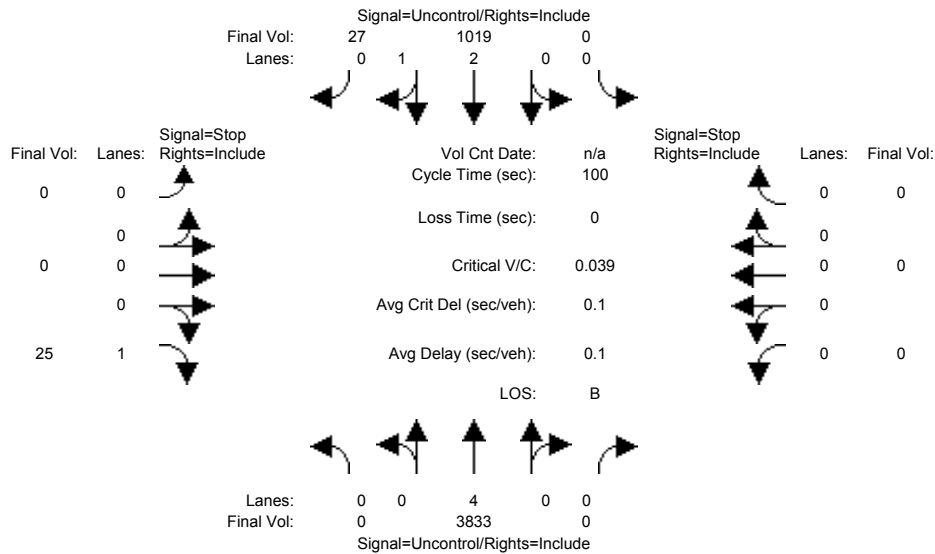 Signal=Uncontrol/Rights=Include
Final Vol: 27 1019 0
Lanes: 0 1 2 0 0
Signal=Stop
Final Vol: Lanes: Rights=Include
Vol Cnt Date: n/a
Signal=Stop
Rights=Include Lanes: Final Vol:
Cycle Time (sec): 100
0 0
0 0
Loss Time (sec): 0
0
0
0 0
Critical V/C: 0.039
0 0
0
Avg Crit Del (sec/veh): 0.1
0
25 1
Avg Delay (sec/veh): 0.1
0 0
LOS: B
Lanes: 0 0 4 0 0
Final Vol: 0 3833 0
Signal=Uncontrol/Rights=Include